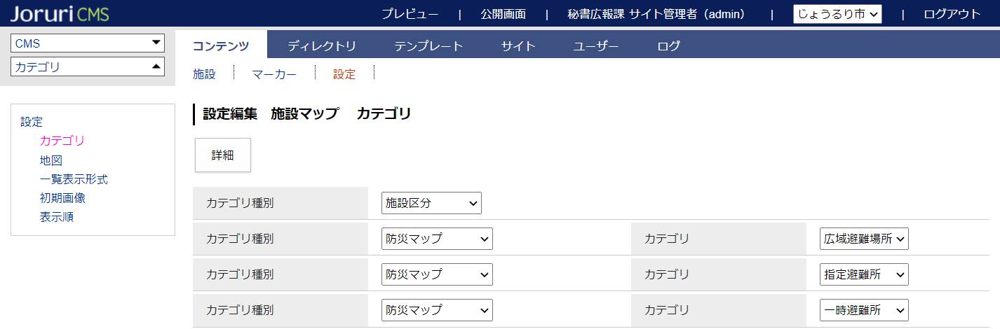 Joruri CMS
プレビュー | 公開画面 | 秘書広報課 サイト管理者（admin） | じょうるり市 | ログアウト
CMS
カテゴリ
コンテンツ ディレクトリ テンプレート サイト ユーザー ログ
施設 マーカー 設定
設定
カテゴリ
地図
一覧表示形式
初期画像
表示順
設定編集 施設マップ カテゴリ
詳細
カテゴリ種別 施設区分
カテゴリ種別 防災マップ カテゴリ 広域避難場所
カテゴリ種別 防災マップ カテゴリ 指定避難所
カテゴリ種別 防災マップ カテゴリ 一時避難所